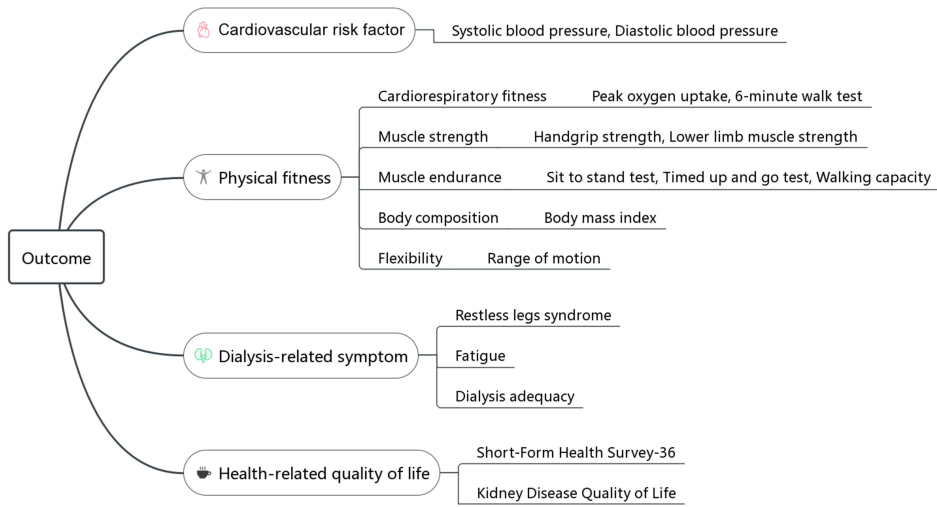 Cardiovascular risk factor
Systolic blood pressure, Diastolic blood pressure
Cardiorespiratory fitness
Peak oxygen uptake, 6-minute walk test
Muscle strength
Handgrip strength, Lower limb muscle strength
Physical fitness
Muscle endurance
Sit to stand test, Timed up and go test, Walking capacity
Body composition
Body mass index
Outcome
Flexibility
Range of motion
Restless legs syndrome
Dialysis-related symptom
Fatigue
Dialysis adequacy
Short-Form Health Survey-36
Health-related quality of life
Kidney Disease Quality of Life